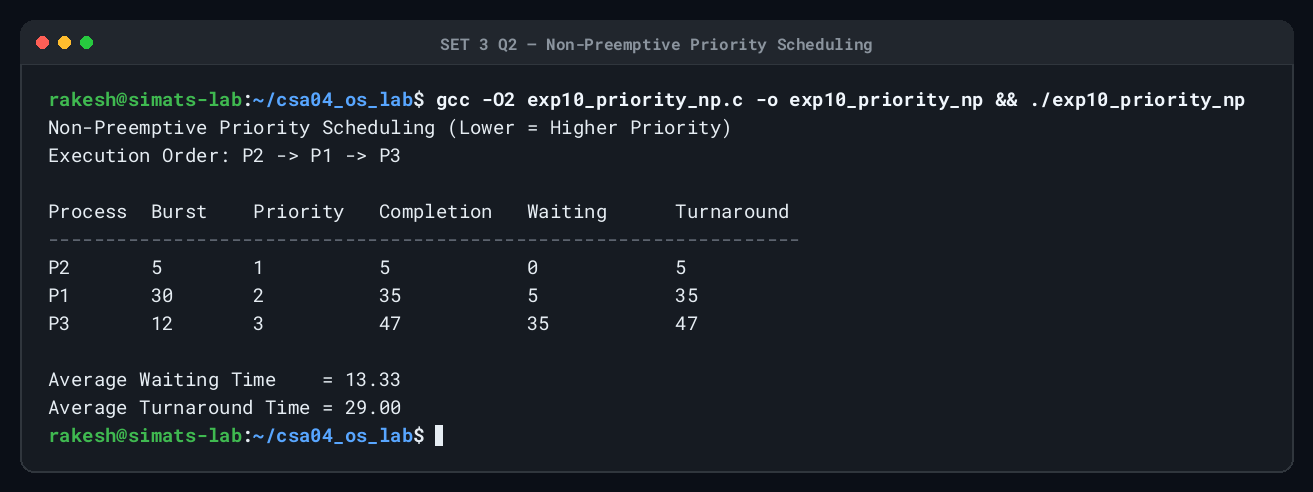 SET 3 Q2 — Non-Preemptive Priority Scheduling
rakesh@simats-lab:~/csa04_os_lab$ gcc -O2 exp10_priority_np.c -o exp10_priority_np && ./exp10_priority_np
Non-Preemptive Priority Scheduling (Lower = Higher Priority)
Execution Order: P2 -> P1 -> P3
Process  Burst    Priority   Completion   Waiting      Turnaround
------------------------------------------------------------------
P2       5        1          5            0            5
P1       30       2          35           5            35
P3       12       3          47           35           47
Average Waiting Time    = 13.33
Average Turnaround Time = 29.00
rakesh@simats-lab:~/csa04_os_lab$